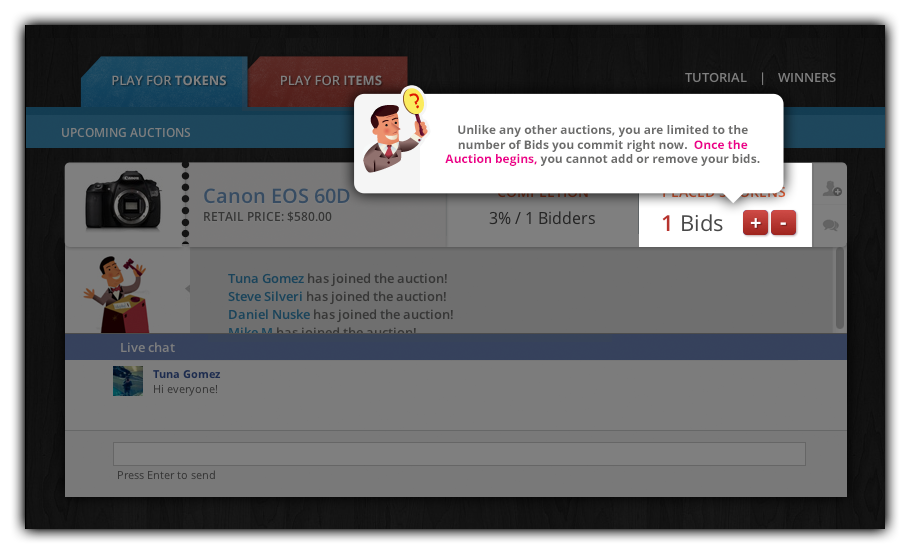 PLAY FOR TOKENS
PLAY FOR ITEMS
TUTORIAL | WINNERS
UPCOMING AUCTIONS
?
Unlike any other auctions, you are limited to the
number of Bids you commit right now. Once the
Auction begins, you cannot add or remove your bids.
Canon EOS 60D
RETAIL PRICE: $580.00
COMPLETION
3% / 1 Bidders
PLACED
1 Bids
+ -
Tuna Gomez has joined the auction!
Steve Silveri has joined the auction!
Daniel Nuske has joined the auction!
Mike M has joined the auction!
Live chat
Tuna Gomez
Hi everyone!
Press Enter to send